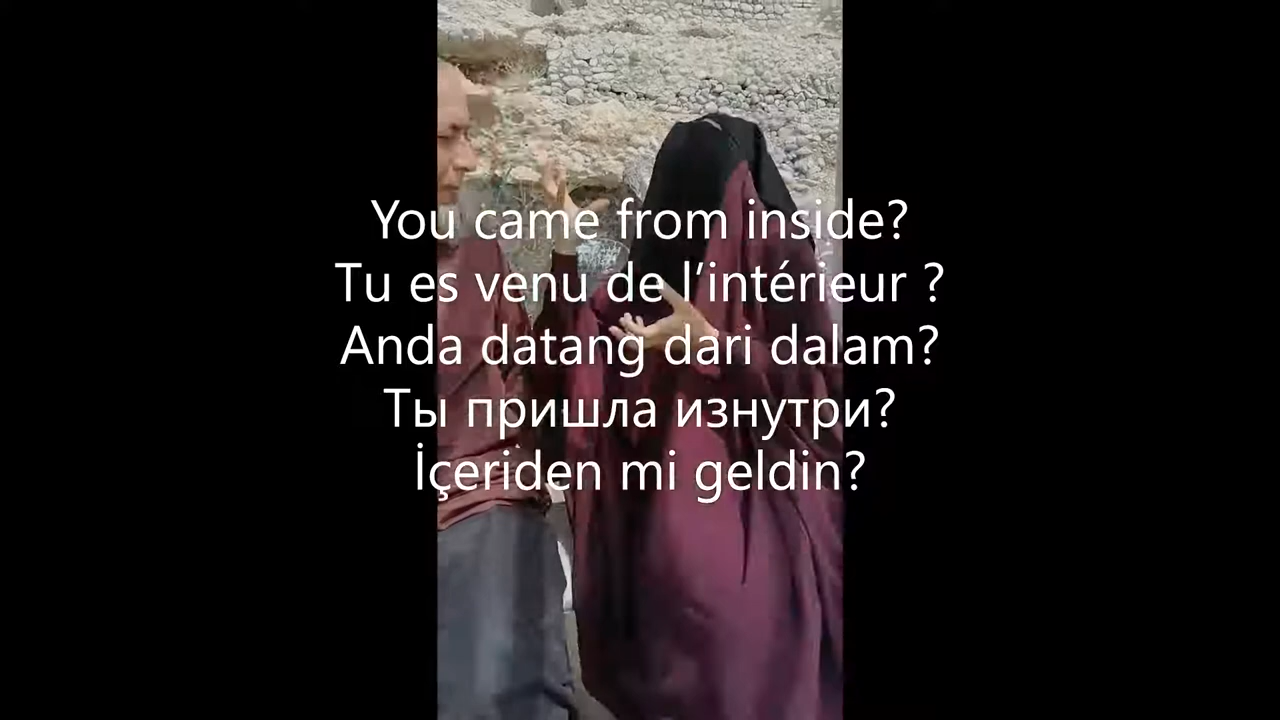 You came from inside?
Tu es venu de l’intérieur ?
Anda datang dari dalam?
Ты пришла изнутри?
İçeriden mi geldin?